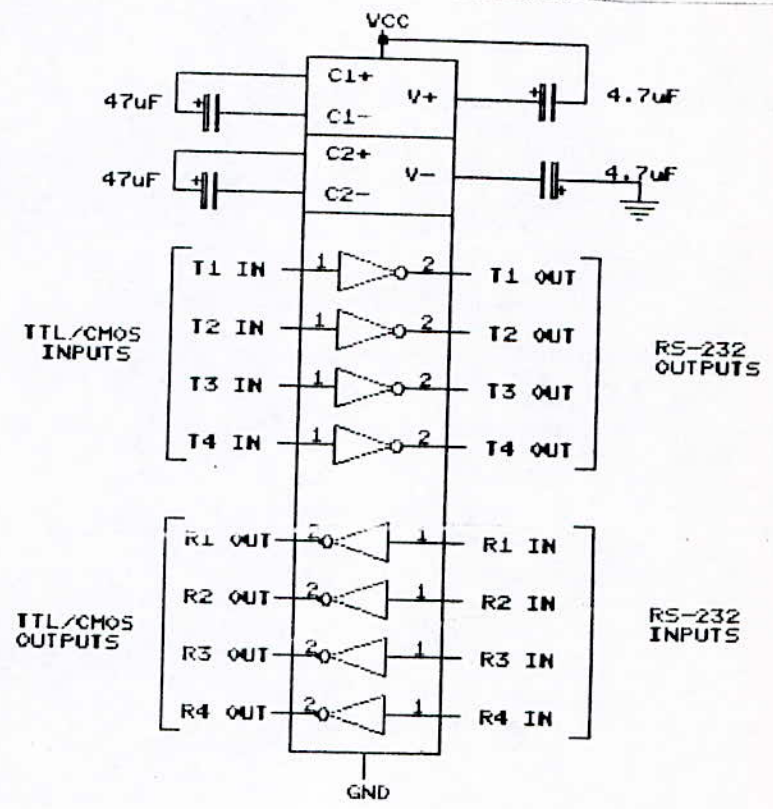 VCC
C1+
47uF
+
V+
+
4.7uF
C1-
C2+
47uF
+
V-
+
4.7uF
C2-
T1 IN
1
2
T1 OUT
T2 IN
1
2
T2 OUT
TTL/CMOS
INPUTS
RS-232
OUTPUTS
T3 IN
1
2
T3 OUT
T4 IN
1
2
T4 OUT
R1 OUT
2
1
R1 IN
R2 OUT
2
1
R2 IN
TTL/CMOS
OUTPUTS
RS-232
INPUTS
R3 OUT
2
1
R3 IN
R4 OUT
2
1
R4 IN
GND